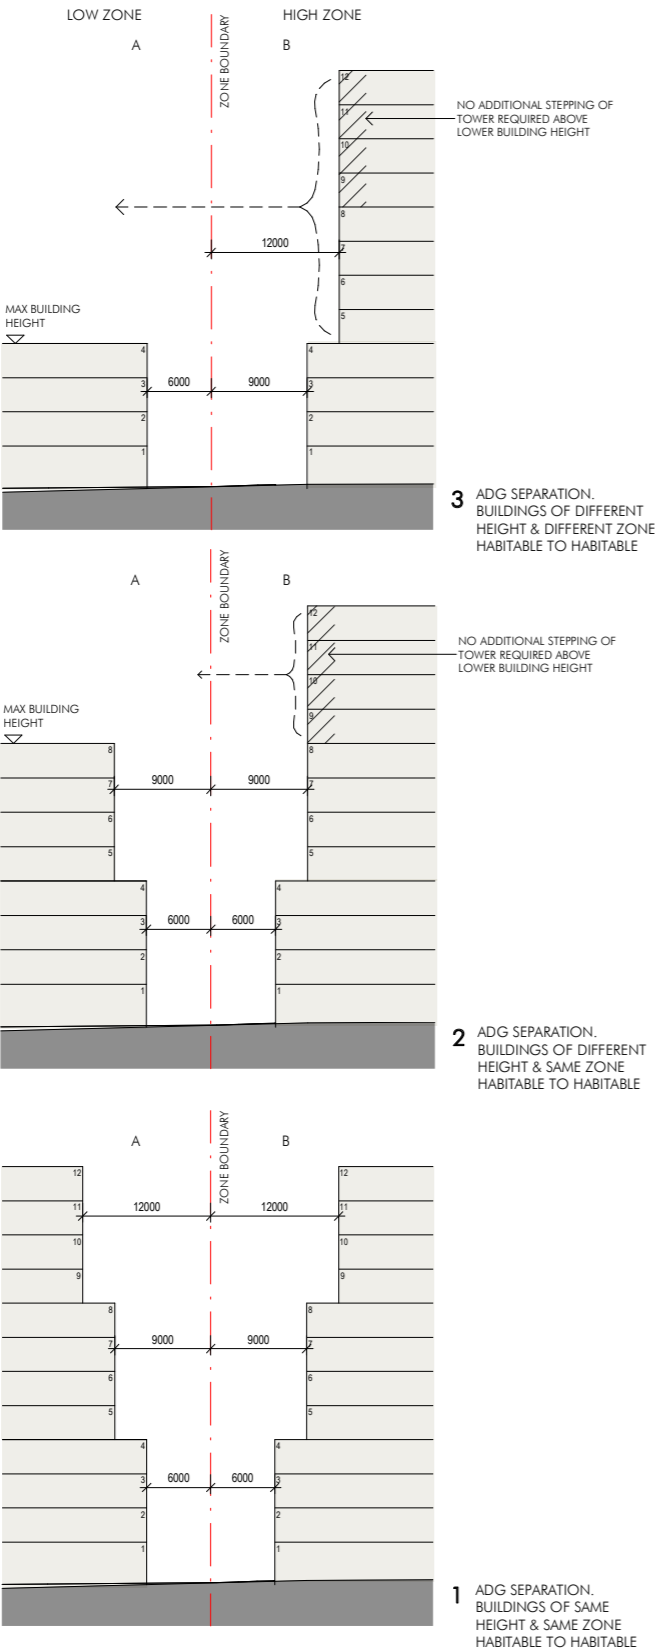 LOW ZONE
HIGH ZONE
A
B
ZONE BOUNDARY
12
11
10
9
8
7
6
5
NO ADDITIONAL STEPPING OF
TOWER REQUIRED ABOVE
LOWER BUILDING HEIGHT
12000
MAX BUILDING
HEIGHT
4
3
2
1
6000
9000
4
3
2
1
3
ADG SEPARATION.
BUILDINGS OF DIFFERENT
HEIGHT & DIFFERENT ZONE
HABITABLE TO HABITABLE
A
B
ZONE BOUNDARY
12
11
10
9
NO ADDITIONAL STEPPING OF
TOWER REQUIRED ABOVE
LOWER BUILDING HEIGHT
MAX BUILDING
HEIGHT
8
7
6
5
9000
9000
8
7
6
5
4
3
2
1
6000
6000
4
3
2
1
2
ADG SEPARATION.
BUILDINGS OF DIFFERENT
HEIGHT & SAME ZONE
HABITABLE TO HABITABLE
A
B
ZONE BOUNDARY
12
11
10
9
12000
12000
12
11
10
9
8
7
6
5
9000
9000
8
7
6
5
4
3
2
1
6000
6000
4
3
2
1
1
ADG SEPARATION.
BUILDINGS OF SAME
HEIGHT & SAME ZONE
HABITABLE TO HABITABLE